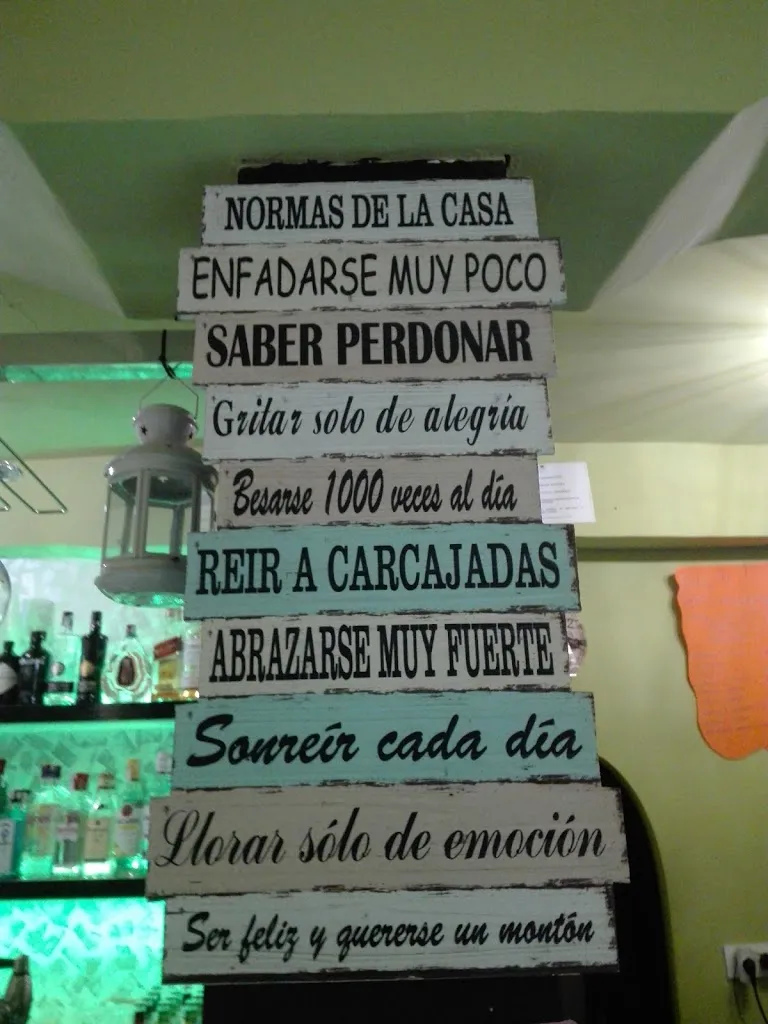 NORMAS DE LA CASA
ENFADARSE MUY POCO
SABER PERDONAR
Gritar solo de alegría
Besarse 1000 veces al día
REIR A CARCAJADAS
ABRAZARSE MUY FUERTE
Sonreír cada día
Llorar sólo de emoción
Ser feliz y quererse un montón